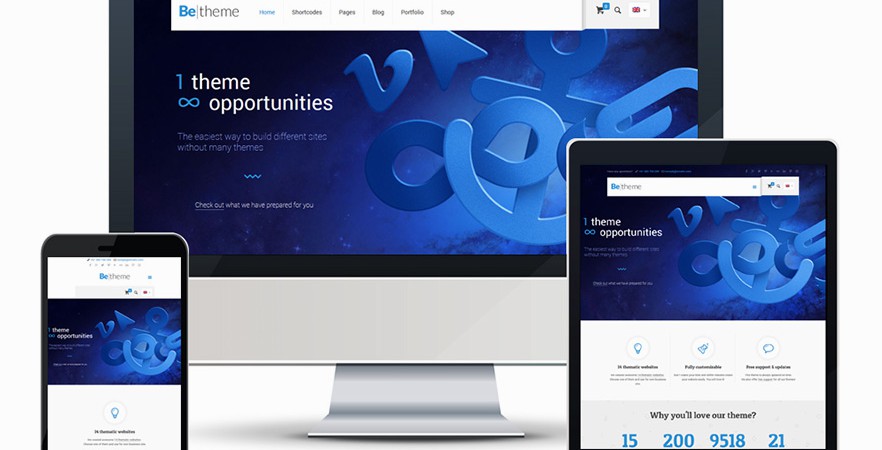 Be|theme Home Shortcodes Pages Blog Portfolio Shop
1 theme
∞ opportunities
The easiest way to build different sites
without many themes
Check out what we have prepared for you
Be|theme
1 theme
∞ opportunities
The easiest way to build different sites
without many themes
Check out what we have prepared for you
Be|theme
1 theme
∞ opportunities
14 thematic websites
14 thematic websites Fully customizable Free support & updates
Why you'll love our theme?
15 200 9518 21